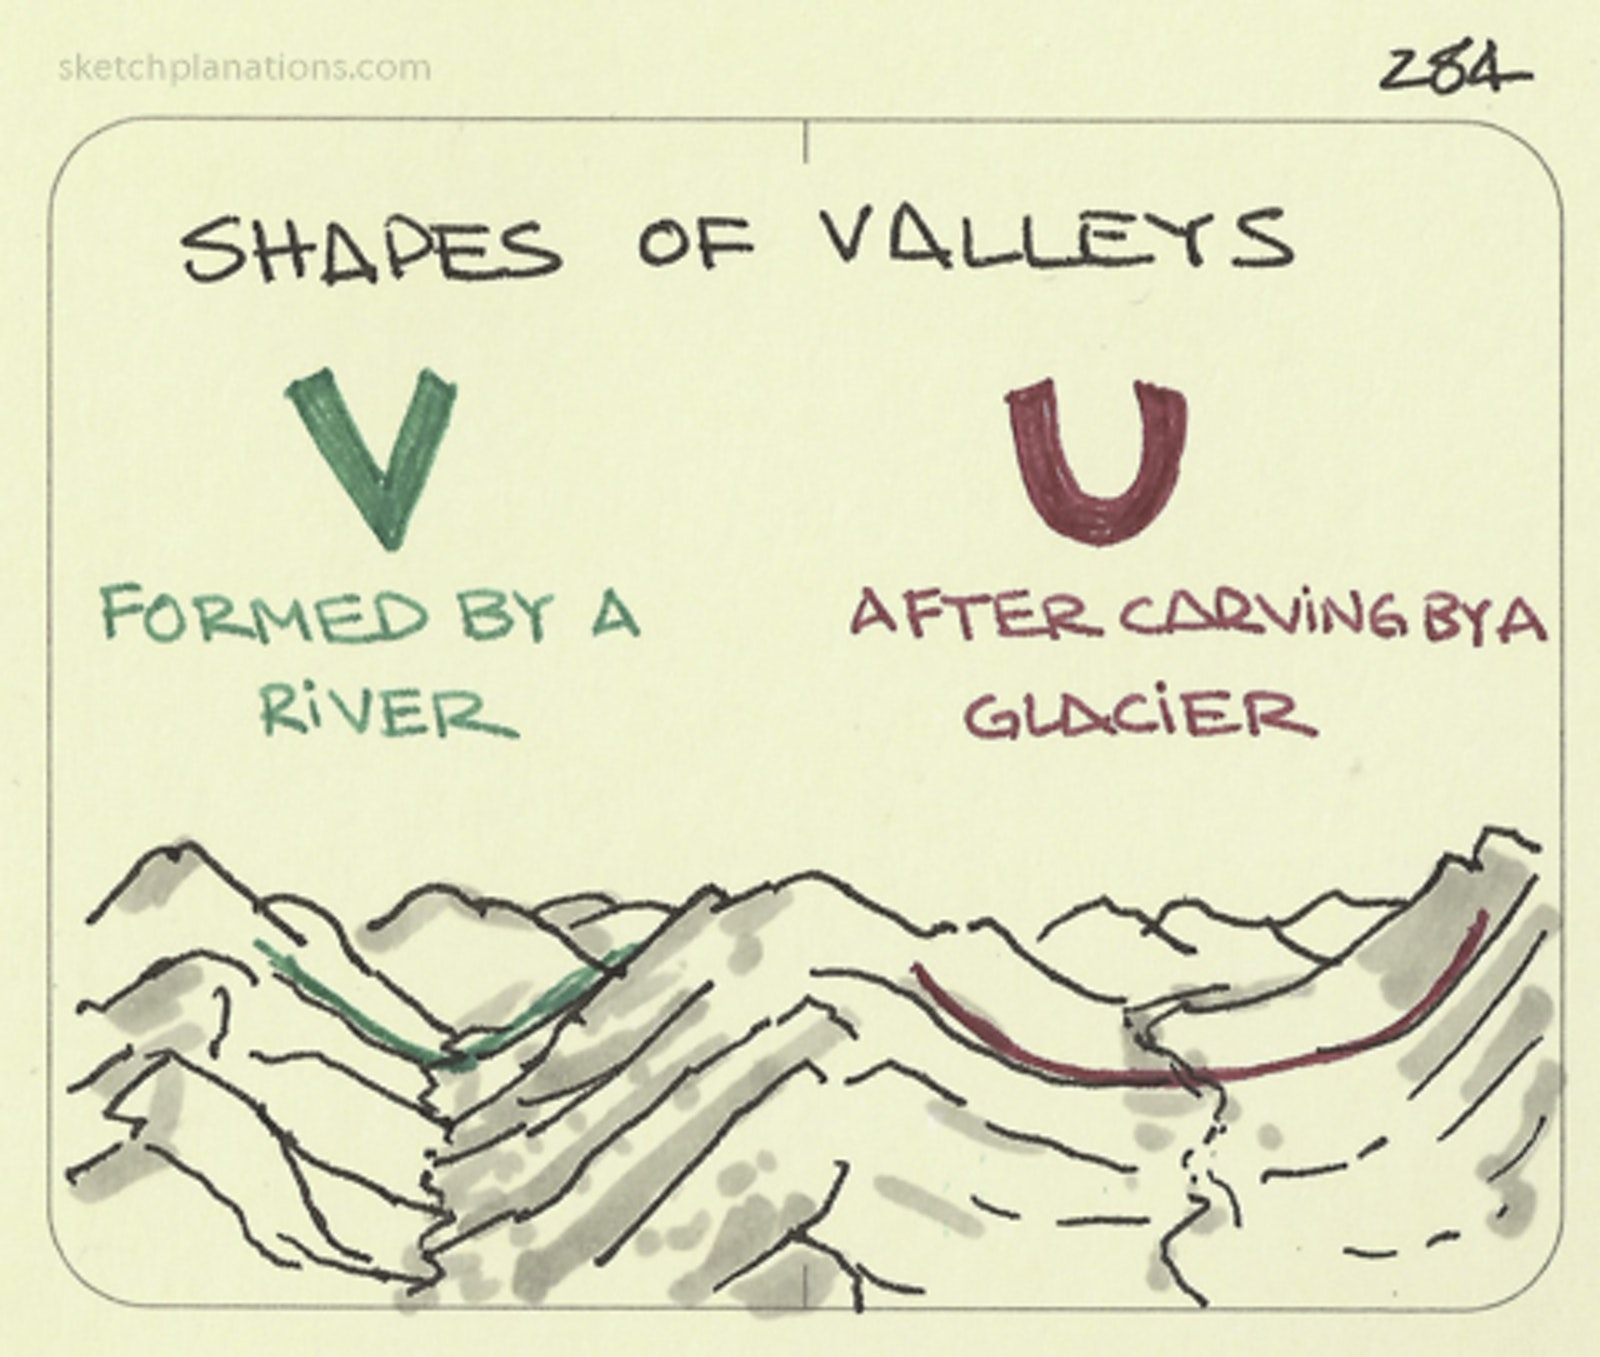 sketchplanations.com
284
SHAPES OF VALLEYS
V
FORMED BY A
RiVER
U
AFTER CARViNG BY A
GLACiER